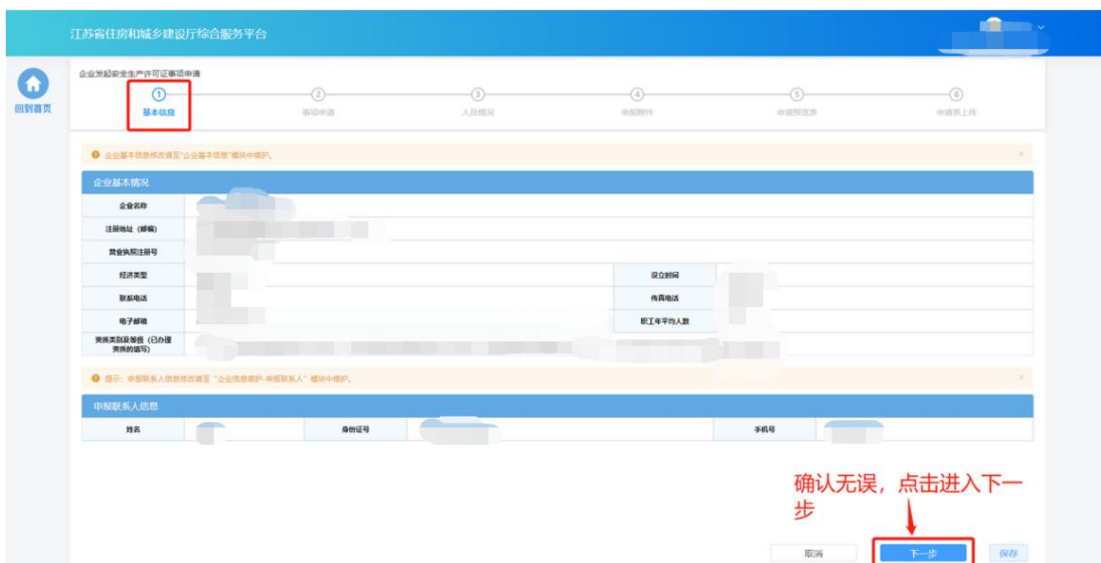 江苏省住房和城乡建设厅综合服务平台
回到首页
企业发起安全生产许可证事项申请
1 2 3 4 5 6
基本信息 事项申请 人员情况 申报附件 申请预览表 申请表上传
企业基本信息修改请至"企业基本信息"模块中维护。 ×
企业基本情况
企业名称
注册地址（邮编）
营业执照注册号
经济类型 设立时间
联系电话 传真电话
电子邮箱 职工年平均人数
资质类别及等级（已办理
资质的填写）
提示：申报联系人信息修改请至 "企业信息维护-申报联系人" 模块中维护。 ×
申报联系人信息
姓名 身份证号 手机号
确认无误，点击进入下一
步
取消 下一步 保存